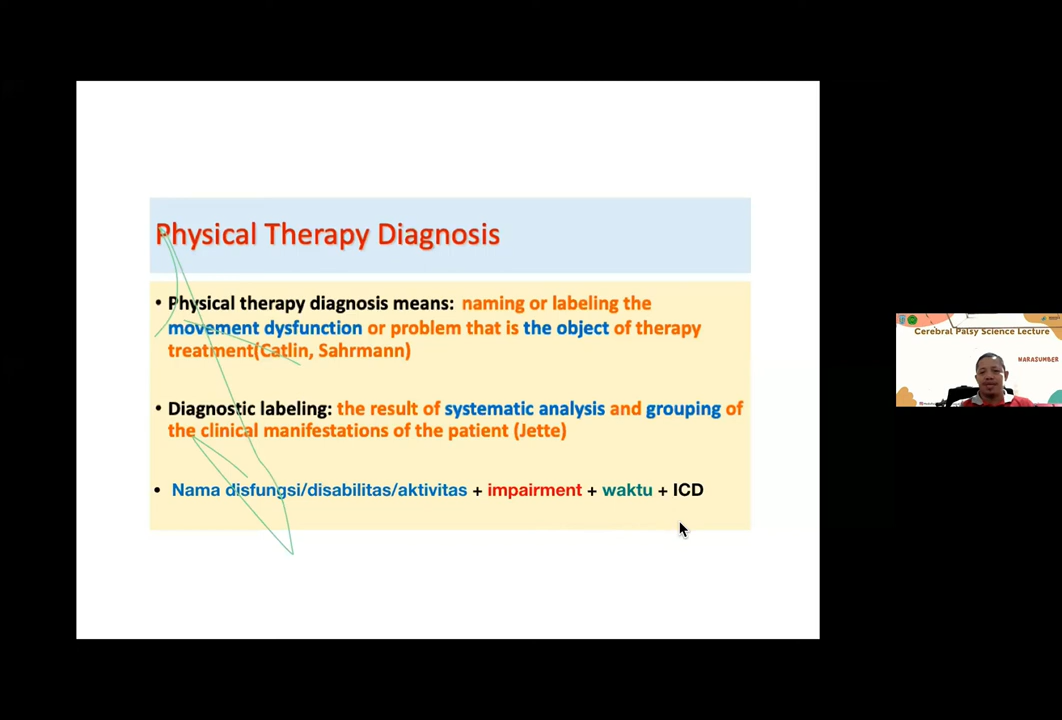 Physical Therapy Diagnosis
• Physical therapy diagnosis means: naming or labeling the
movement dysfunction or problem that is the object of therapy
treatment(Catlin, Sahrmann)
• Diagnostic labeling: the result of systematic analysis and grouping of
the clinical manifestations of the patient (Jette)
• Nama disfungsi/disabilitas/aktivitas + impairment + waktu + ICD
Cerebral Palsy Science Lecture
NARASUMBER